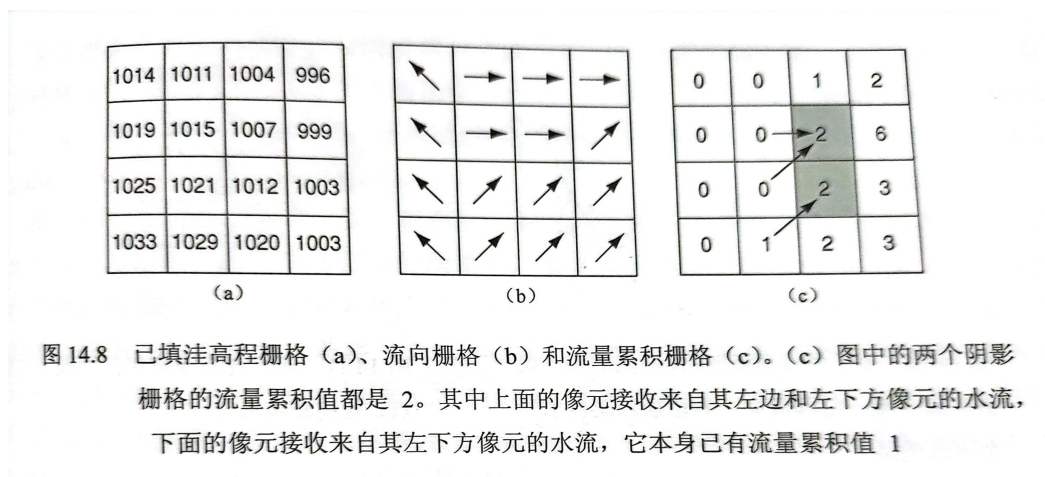 1014 1011 1004 996 0 0 1 2
1019 1015 1007 999 0 0 2 6
1025 1021 1012 1003 0 0 2 3
1033 1029 1020 1003 0 1 2 3
（a） （b） （c）
图 14.8 已填洼高程栅格（a）、流向栅格（b）和流量累积栅格（c）。（c）图中的两个阴影
栅格的流量累积值都是 2。其中上面的像元接收来自其左边和左下方像元的水流，
下面的像元接收来自其左下方像元的水流，它本身已有流量累积值 1